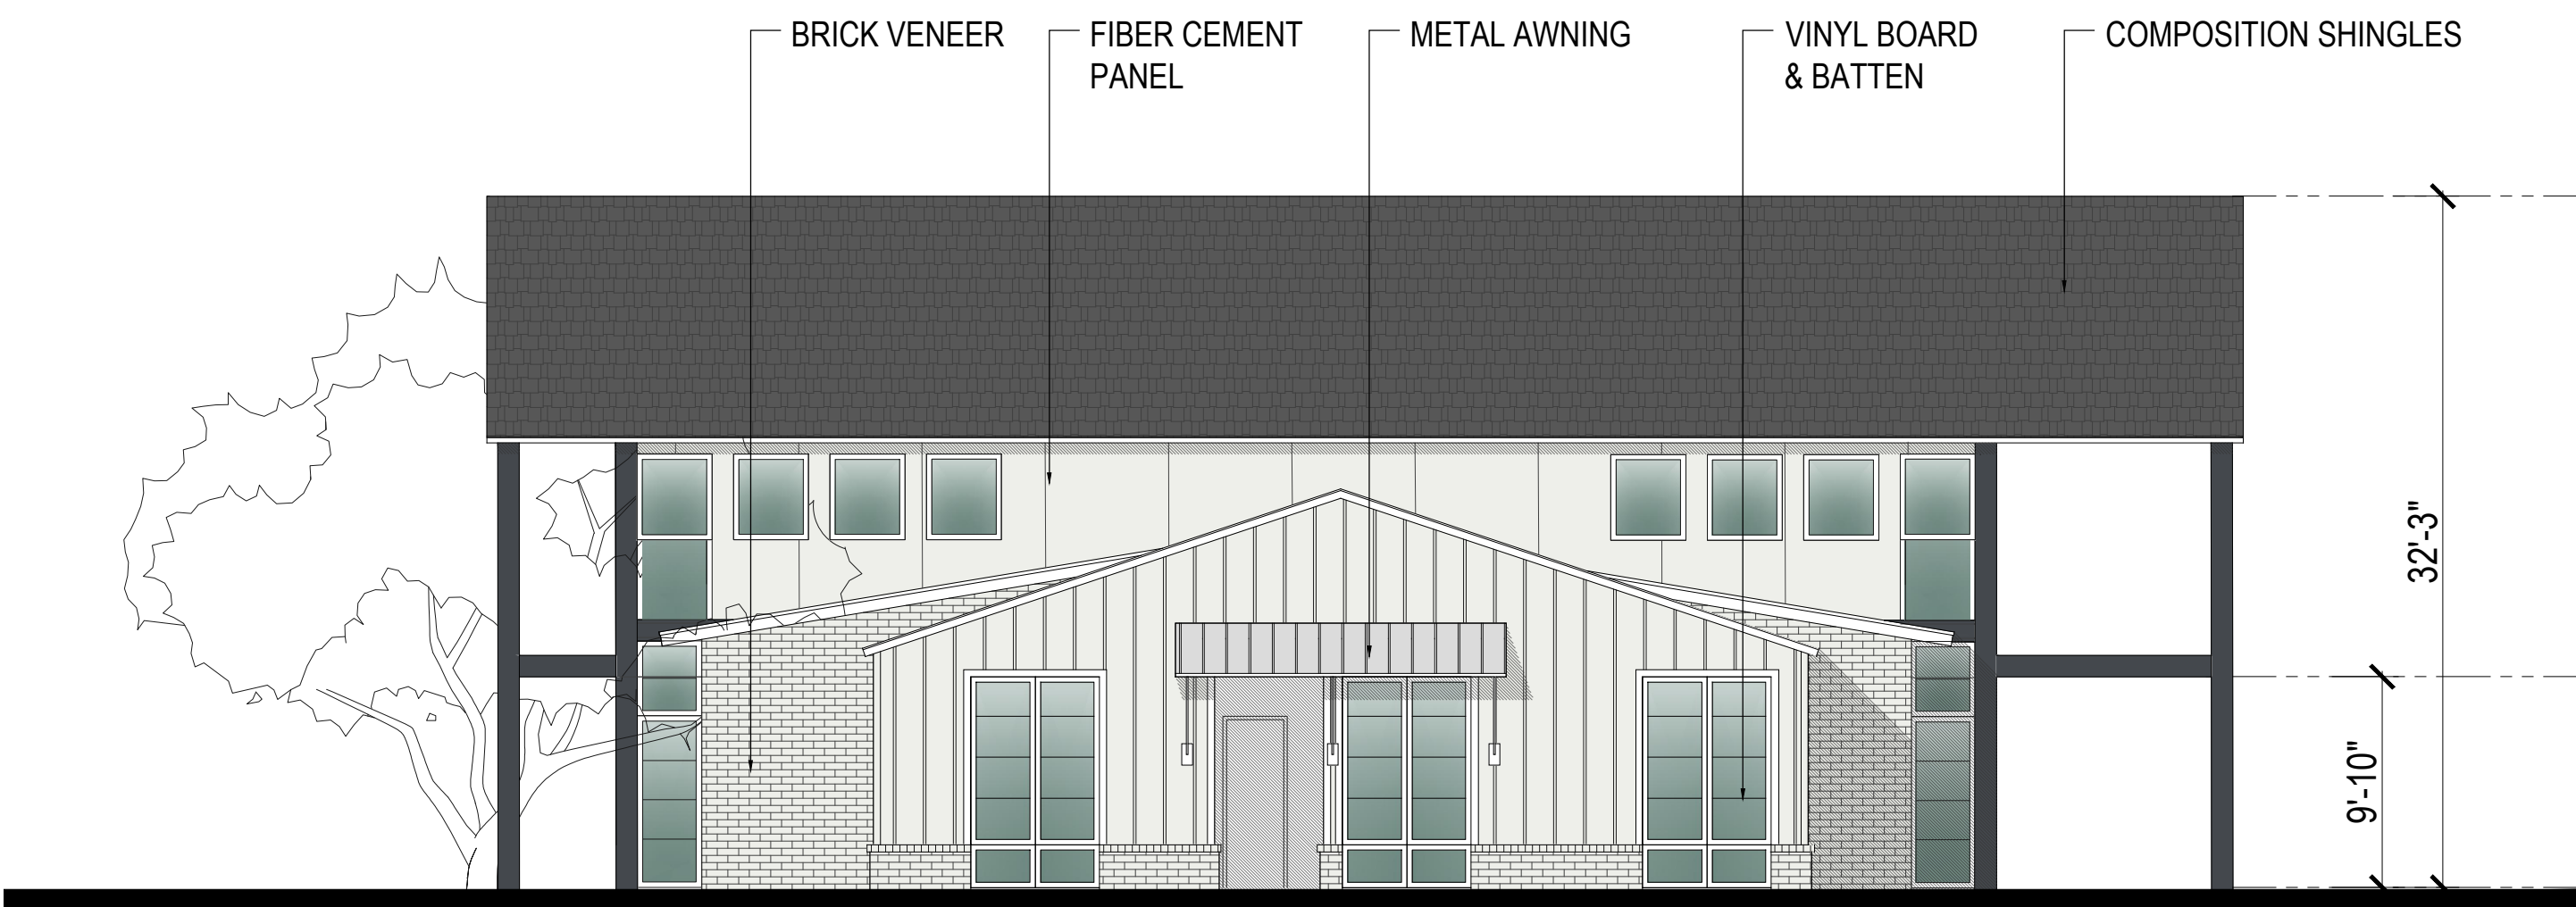 BRICK VENEER
FIBER CEMENT
PANEL
METAL AWNING
VINYL BOARD
& BATTEN
COMPOSITION SHINGLES
32'-3"
9'-10"